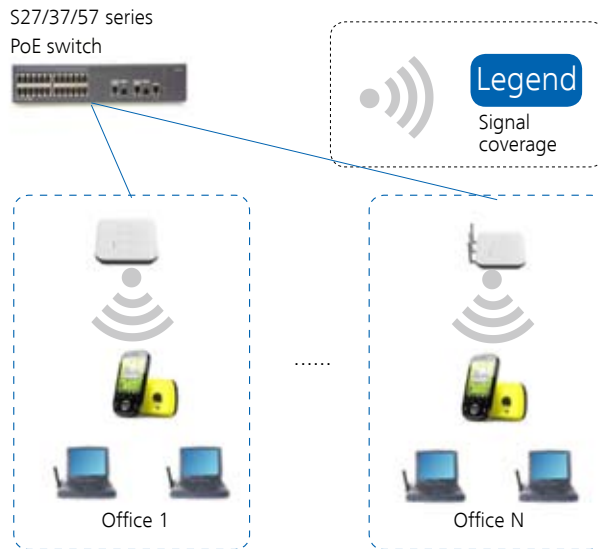 S27/37/57 series
PoE switch
Legend
Signal
coverage
......
Office 1
Office N